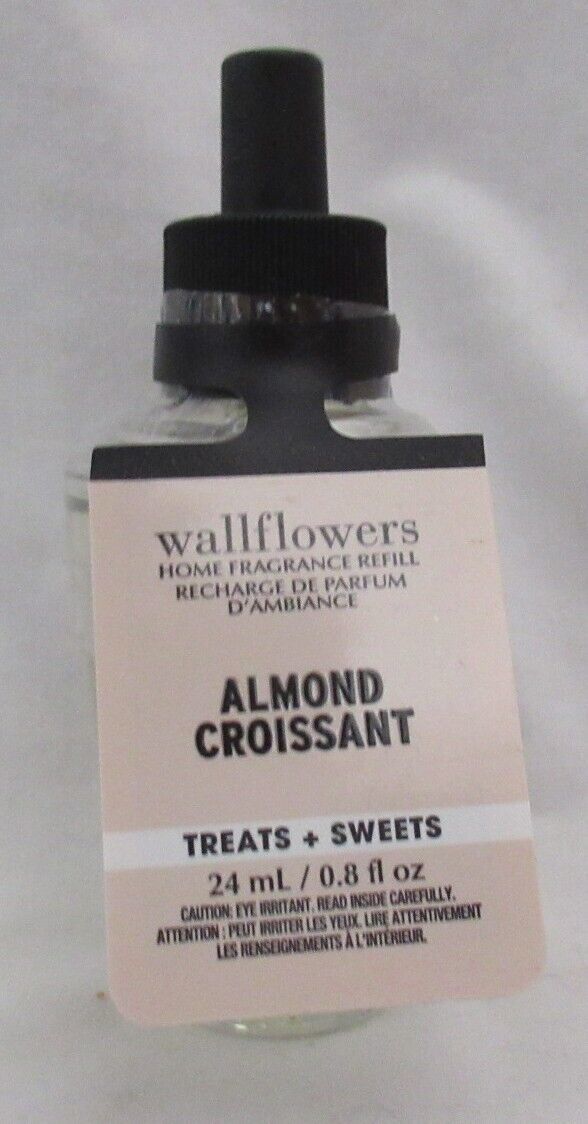 wallflowers
HOME FRAGRANCE REFILL
RECHARGE DE PARFUM
D'AMBIANCE
ALMOND
CROISSANT
TREATS + SWEETS
24 mL / 0.8 fl oz
CAUTION: EYE IRRITANT. READ INSIDE CAREFULLY.
ATTENTION : PEUT IRRITER LES YEUX. LIRE ATTENTIVEMENT
LES RENSEIGNEMENTS À L'INTÉRIEUR.